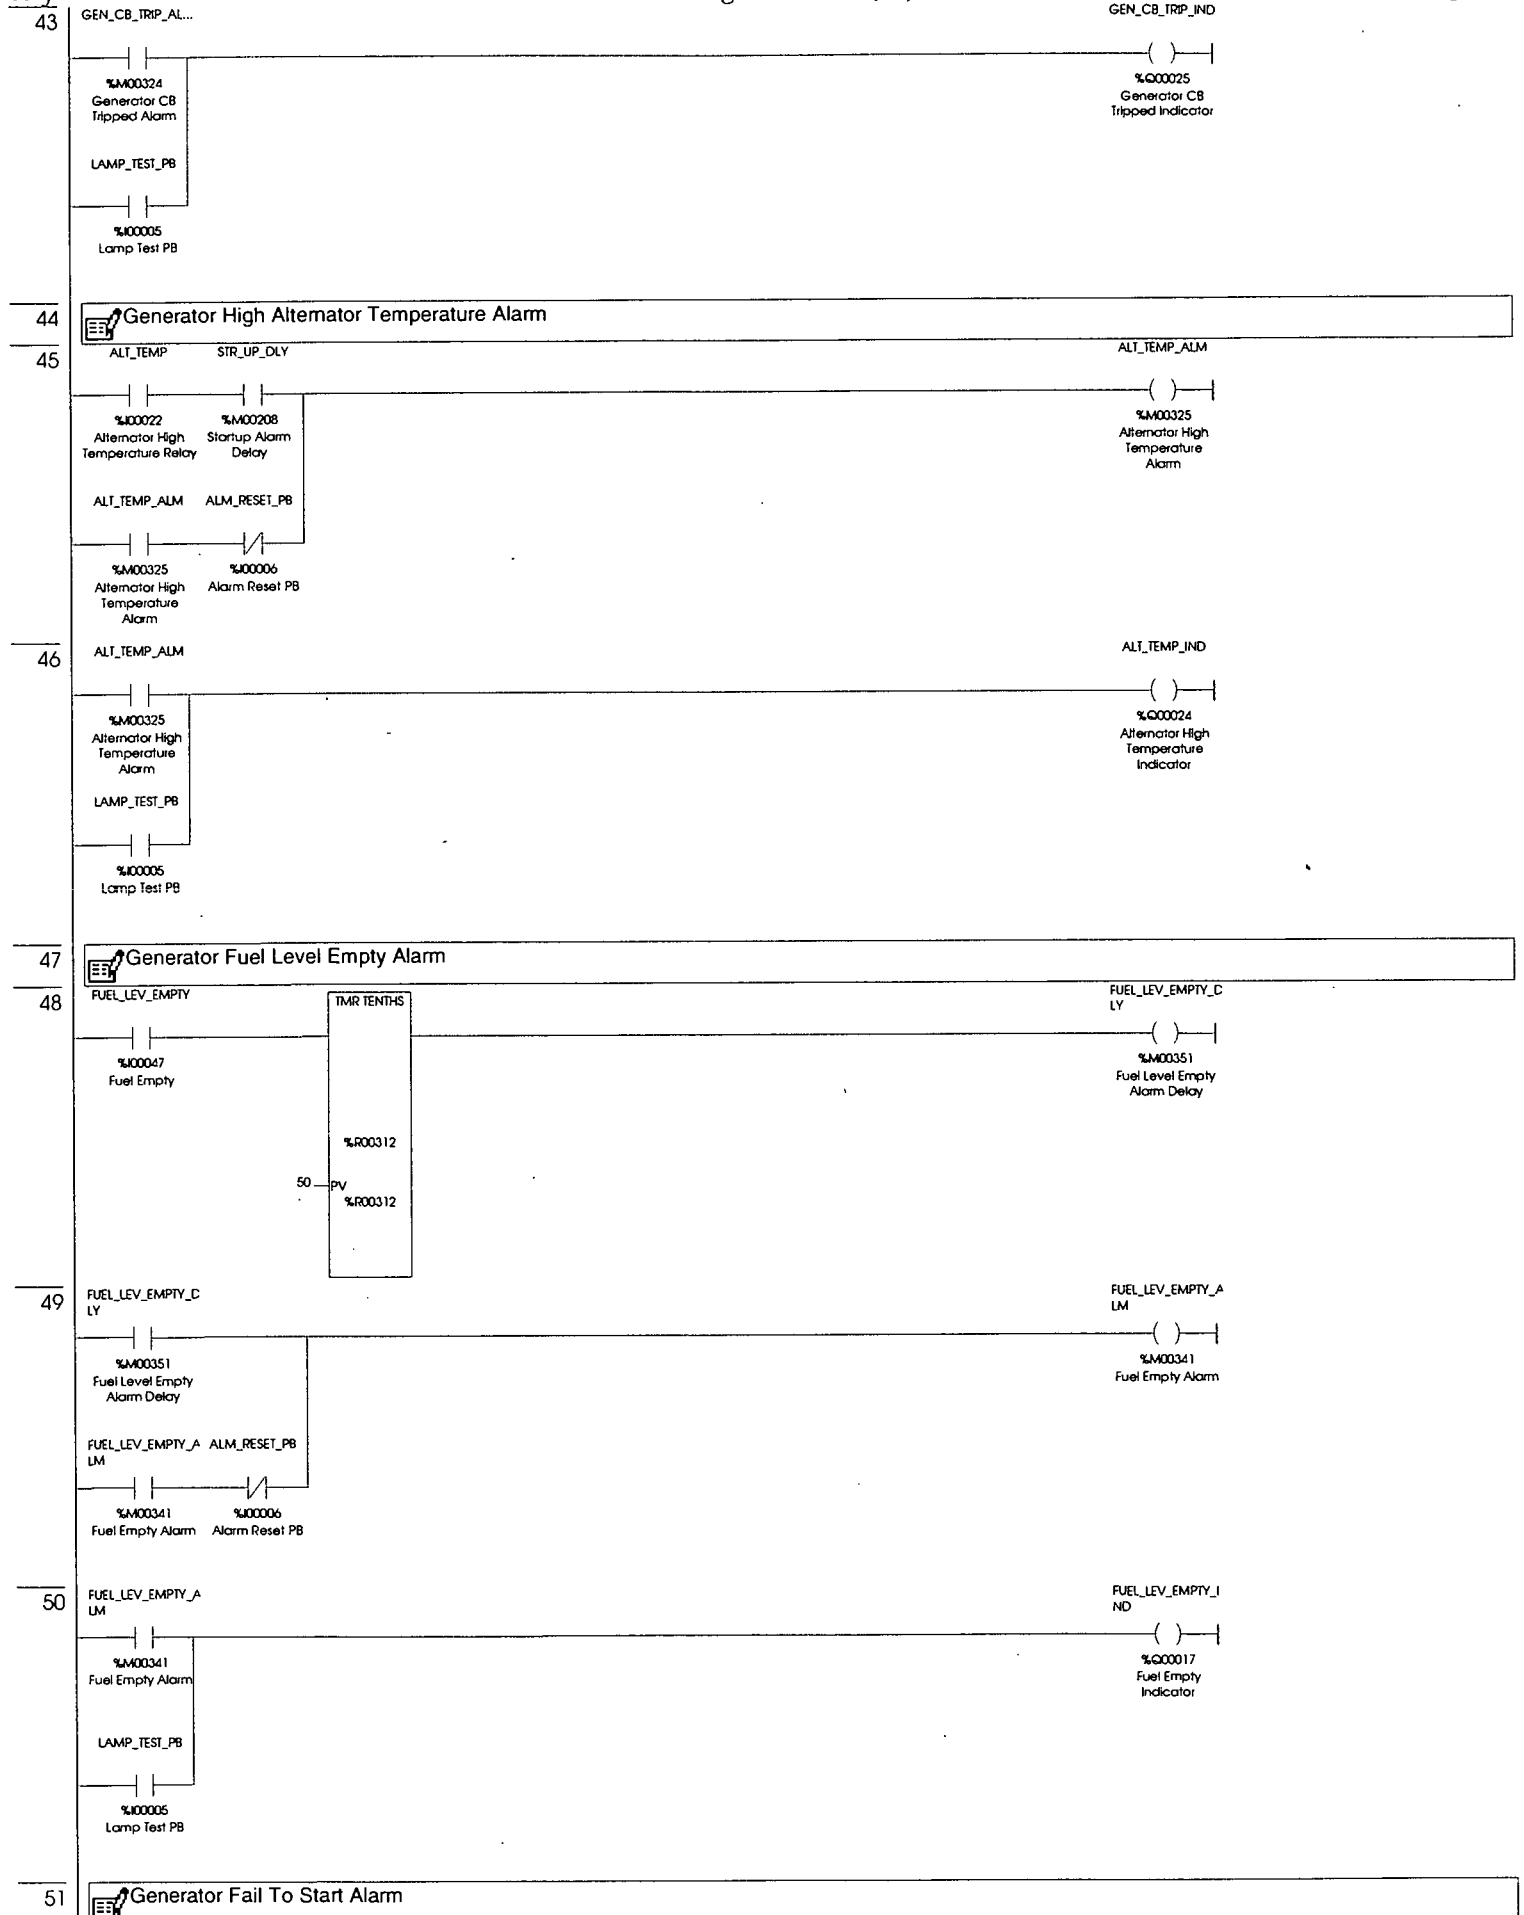 43
GEN_CB_TRIP_AL...
GEN_CB_TRIP_IND
%M00324
Generator CB
Tripped Alarm
%Q00025
Generator CB
Tripped Indicator
LAMP_TEST_PB
%I00005
Lamp Test PB
44
Generator High Alternator Temperature Alarm
45
ALT_TEMP STR_UP_DLY
ALT_TEMP_ALM
%I00022
Alternator High
Temperature Relay
%M00208
Startup Alarm
Delay
%M00325
Alternator High
Temperature
Alarm
ALT_TEMP_ALM ALM_RESET_PB
%M00325
Alternator High
Temperature
Alarm
%I00006
Alarm Reset PB
46
ALT_TEMP_ALM
ALT_TEMP_IND
%M00325
Alternator High
Temperature
Alarm
%Q00024
Alternator High
Temperature
Indicator
LAMP_TEST_PB
%I00005
Lamp Test PB
47
Generator Fuel Level Empty Alarm
48
FUEL_LEV_EMPTY
TMR TENTHS
FUEL_LEV_EMPTY_D
LY
%I00047
Fuel Empty
%M00351
Fuel Level Empty
Alarm Delay
%R00312
50 PV
%R00312
49
FUEL_LEV_EMPTY_D
LY
FUEL_LEV_EMPTY_A
LM
%M00351
Fuel Level Empty
Alarm Delay
%M00341
Fuel Empty Alarm
FUEL_LEV_EMPTY_A
LM
ALM_RESET_PB
%M00341
Fuel Empty Alarm
%I00006
Alarm Reset PB
50
FUEL_LEV_EMPTY_A
LM
FUEL_LEV_EMPTY_I
ND
%M00341
Fuel Empty Alarm
%Q00017
Fuel Empty
Indicator
LAMP_TEST_PB
%I00005
Lamp Test PB
51
Generator Fail To Start Alarm